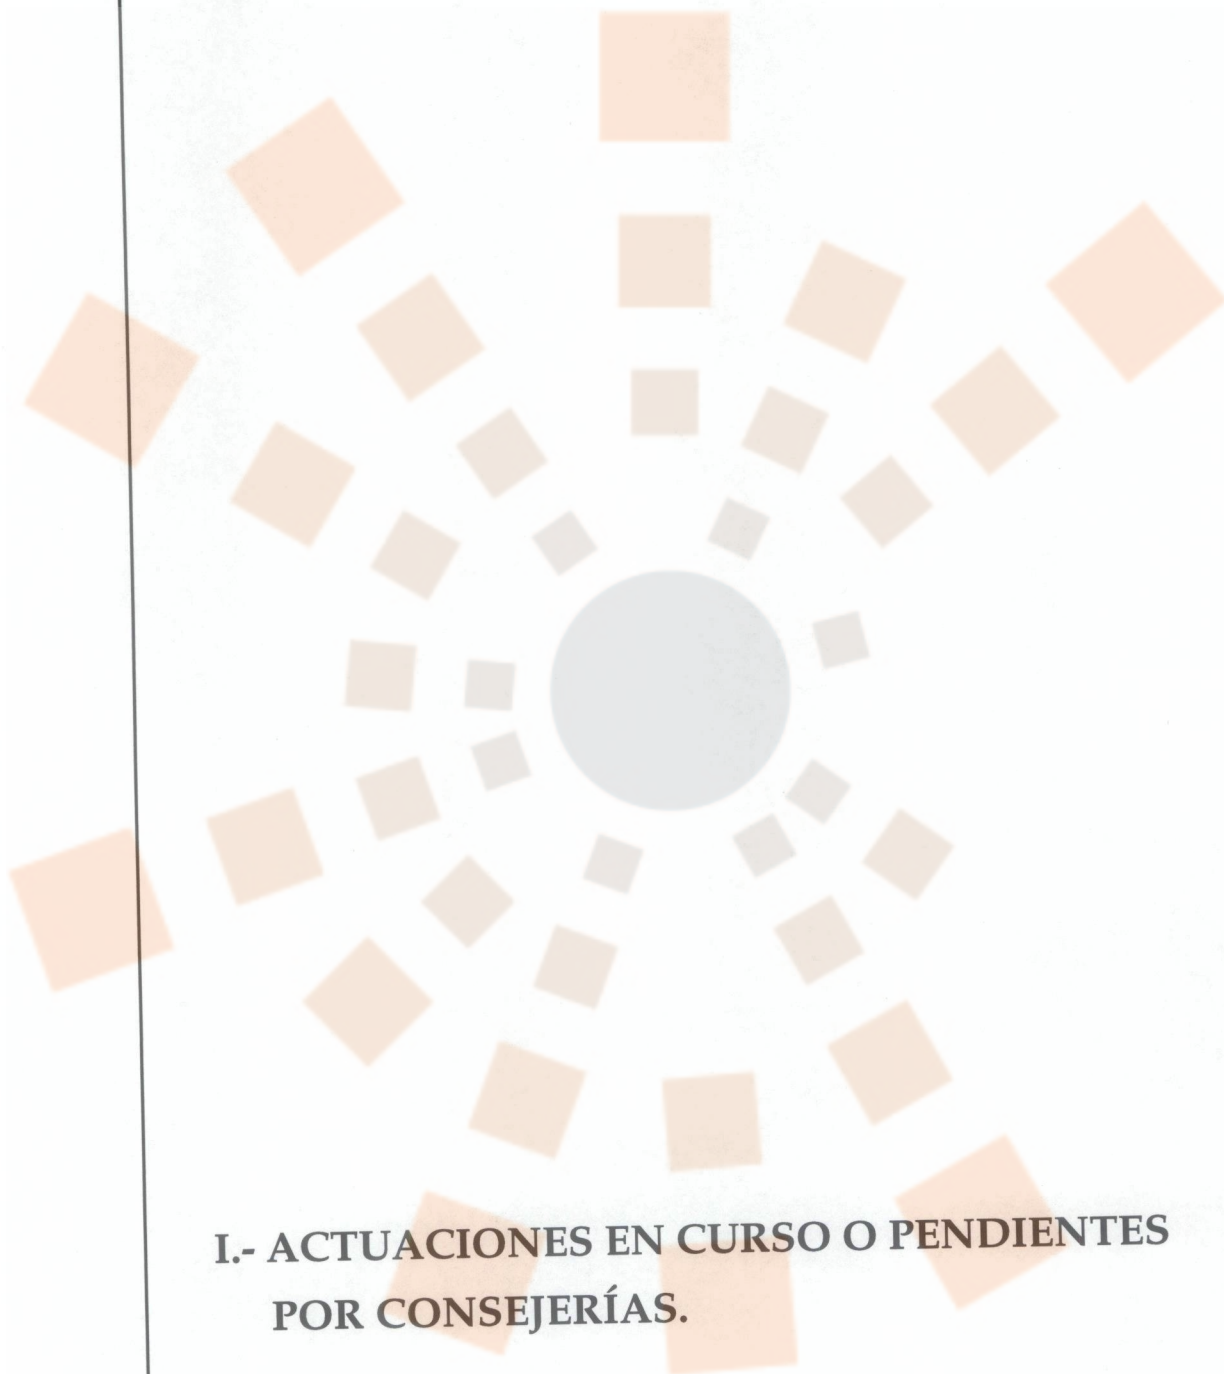 I.- ACTUACIONES EN CURSO O PENDIENTES
POR CONSEJERÍAS.